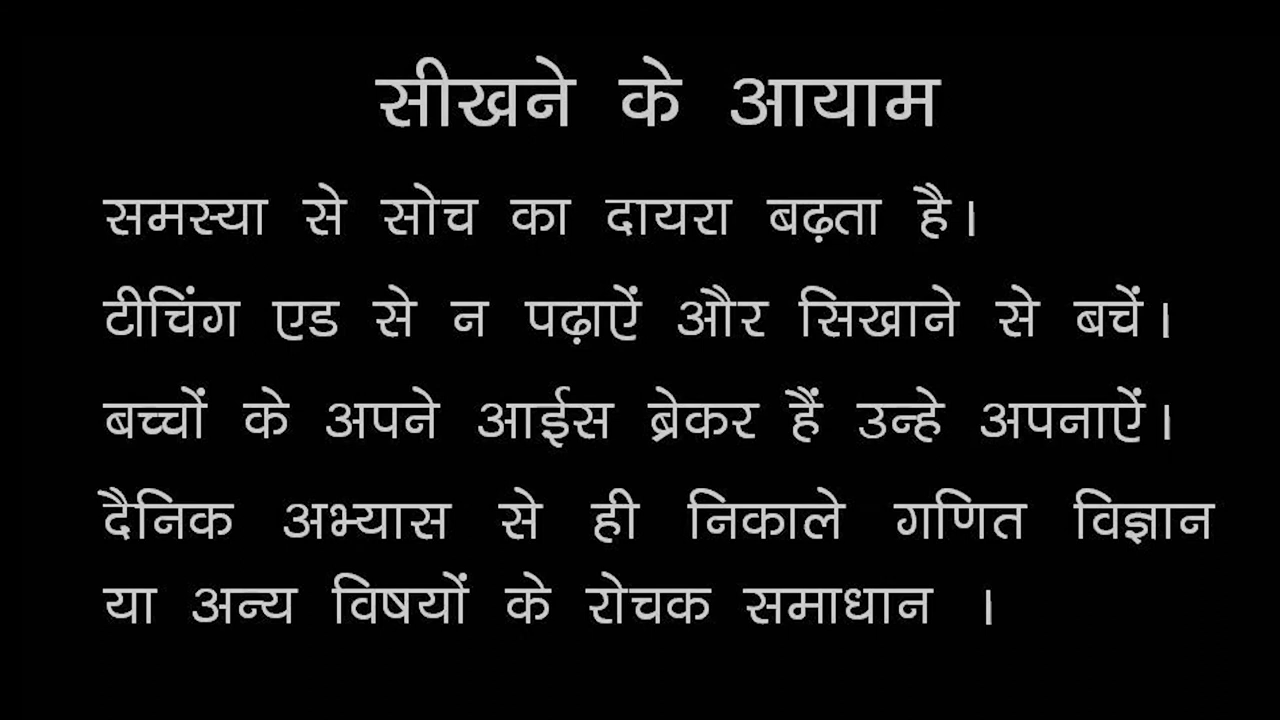 सीखने के आयाम
समस्या से सोच का दायरा बढ़ता है।
टीचिंग एड से न पढ़ाऐं और सिखाने से बचें।
बच्चों के अपने आईस ब्रेकर हैं उन्हे अपनाऐं।
दैनिक अभ्यास से ही निकाले गणित विज्ञान
या अन्य विषयों के रोचक समाधान ।